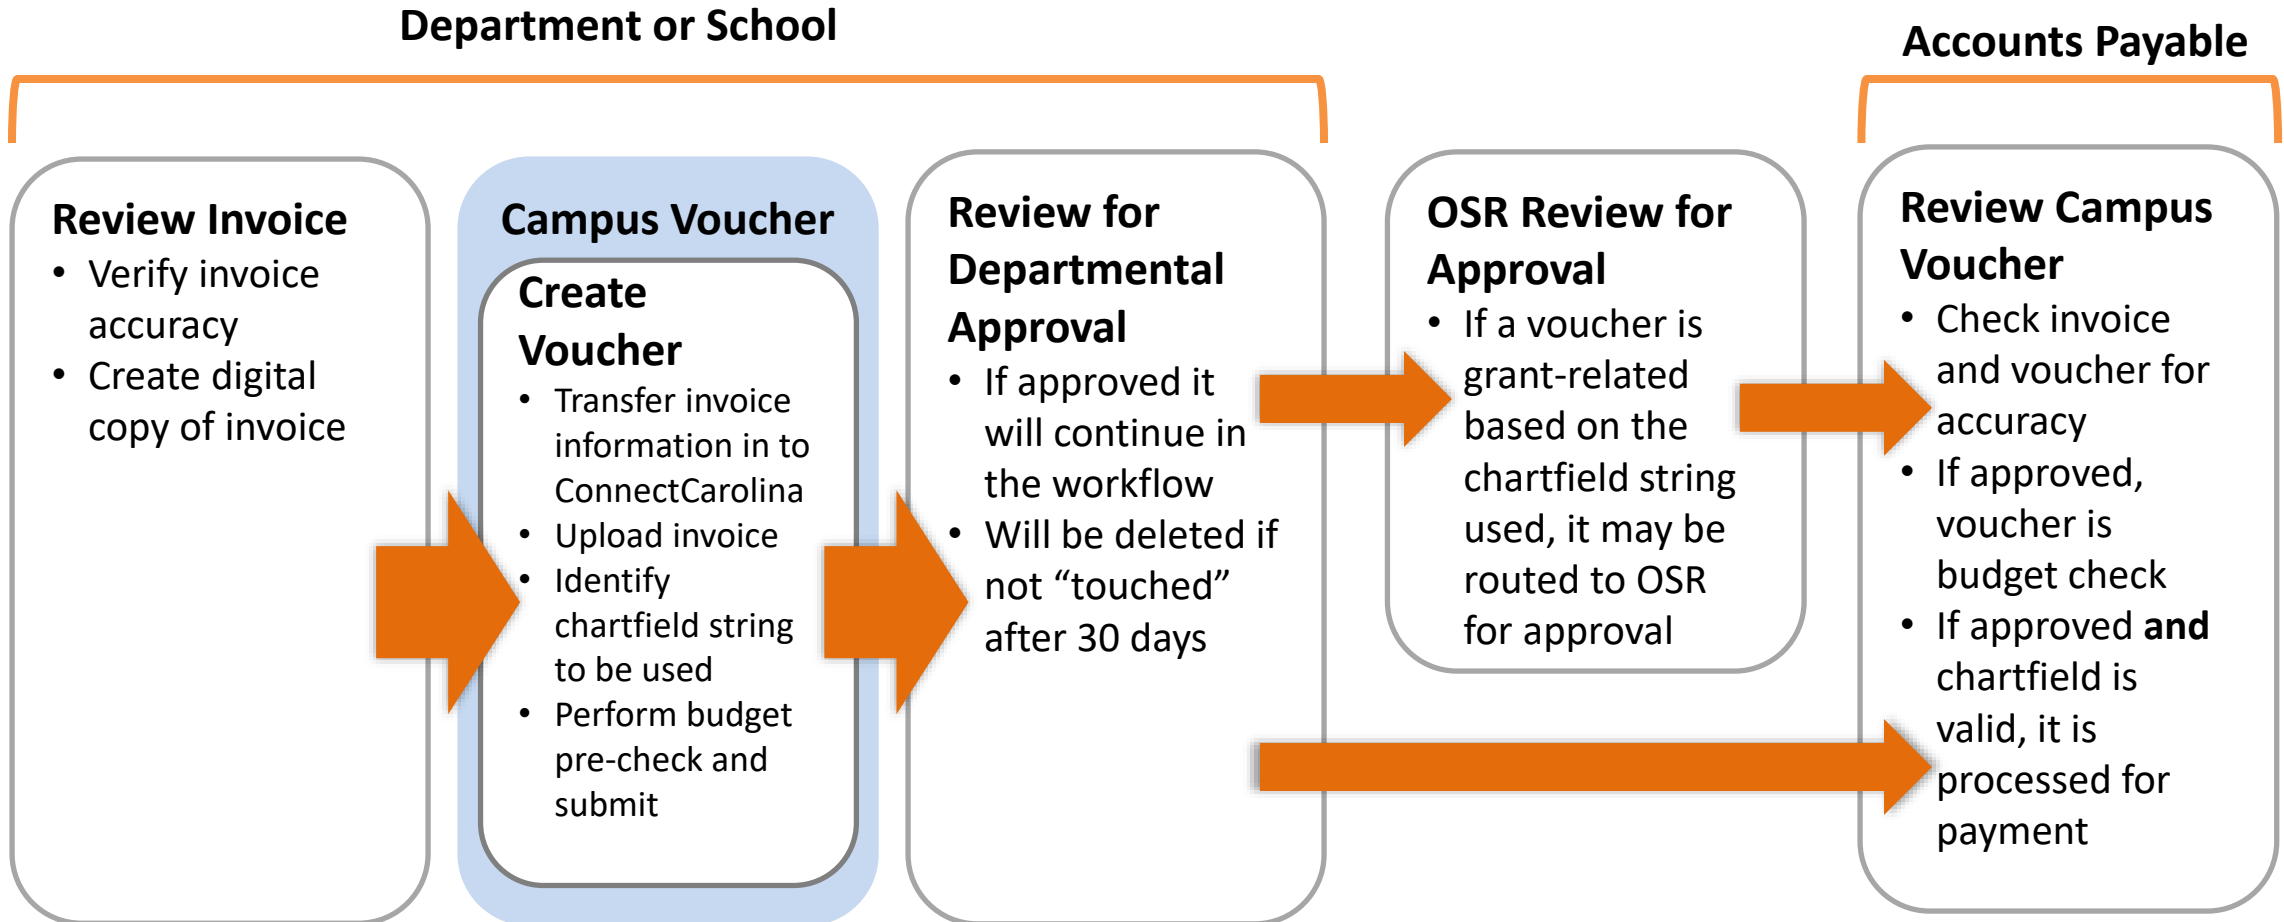 Department or School
Accounts Payable
Review Invoice
• Verify invoice
accuracy
• Create digital
copy of invoice
Campus Voucher
Create
Voucher
• Transfer invoice
information in to
ConnectCarolina
• Upload invoice
• Identify
chartfield string
to be used
• Perform budget
pre-check and
submit
Review for
Departmental
Approval
• If approved it
will continue in
the workflow
• Will be deleted if
not “touched”
after 30 days
OSR Review for
Approval
• If a voucher is
grant-related
based on the
chartfield string
used, it may be
routed to OSR
for approval
Review Campus
Voucher
• Check invoice
and voucher for
accuracy
• If approved,
voucher is
budget check
• If approved and
chartfield is
valid, it is
processed for
payment